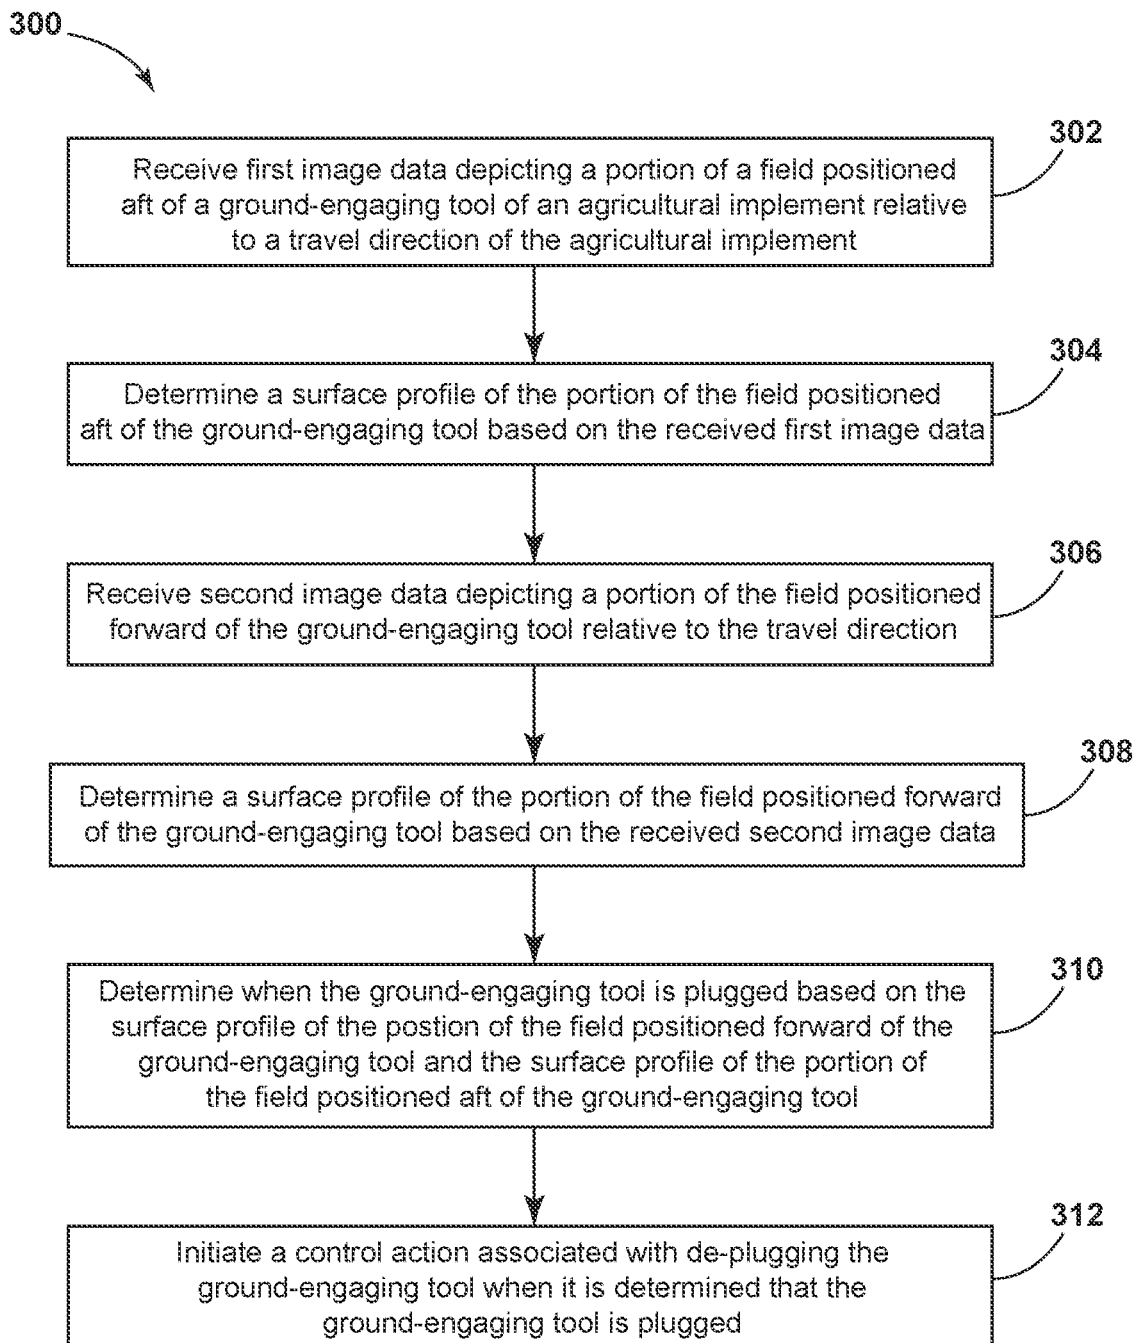 300
302
Receive first image data depicting a portion of a field positioned
aft of a ground-engaging tool of an agricultural implement relative
to a travel direction of the agricultural implement
304
Determine a surface profile of the portion of the field positioned
aft of the ground-engaging tool based on the received first image data
306
Receive second image data depicting a portion of the field positioned
forward of the ground-engaging tool relative to the travel direction
308
Determine a surface profile of the portion of the field positioned forward
of the ground-engaging tool based on the received second image data
310
Determine when the ground-engaging tool is plugged based on the
surface profile of the postion of the field positioned forward of the
ground-engaging tool and the surface profile of the portion of
the field positioned aft of the ground-engaging tool
312
Initiate a control action associated with de-plugging the
ground-engaging tool when it is determined that the
ground-engaging tool is plugged